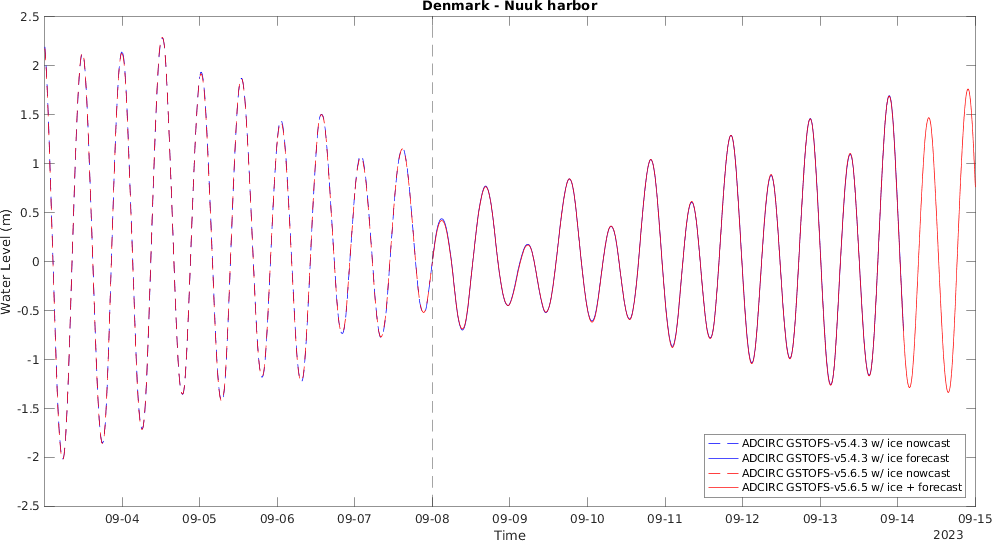 Denmark - Nuuk harbor
Water Level (m)
2.5
2
1.5
1
0.5
0
-0.5
-1
-1.5
-2
-2.5
ADCIRC GSTOFS-v5.4.3 w/ ice nowcast
ADCIRC GSTOFS-v5.4.3 w/ ice forecast
ADCIRC GSTOFS-v5.6.5 w/ ice nowcast
ADCIRC GSTOFS-v5.6.5 w/ ice + forecast
09-04 09-05 09-06 09-07 09-08 09-09 09-10 09-11 09-12 09-13 09-14 09-15
Time
2023